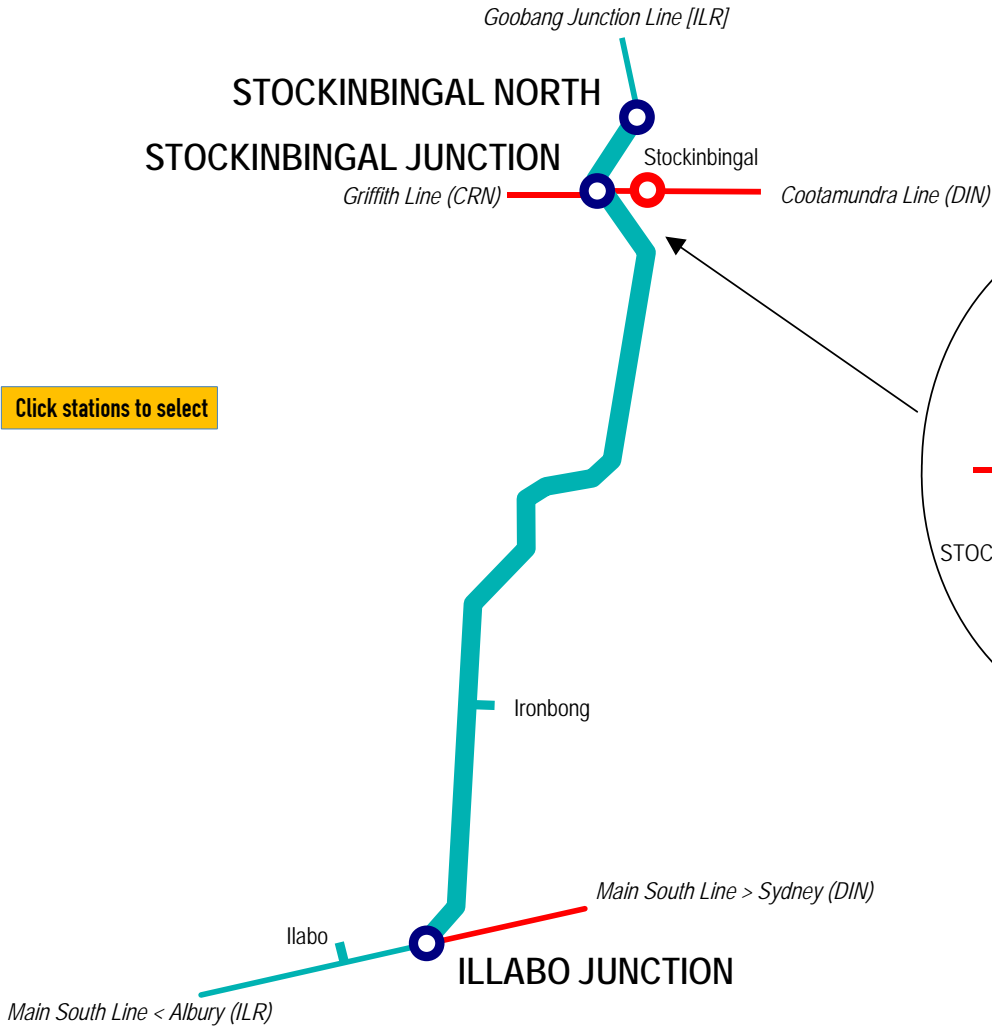 Goobang Junction Line [ILR]
STOCKINBINGAL NORTH
STOCKINBINGAL JUNCTION
Stockinbingal
Griffith Line (CRN)
Cootamundra Line (DIN)
Click stations to select
STOC
Ironbong
Main South Line > Sydney (DIN)
Ilabo
ILLABO JUNCTION
Main South Line < Albury (ILR)